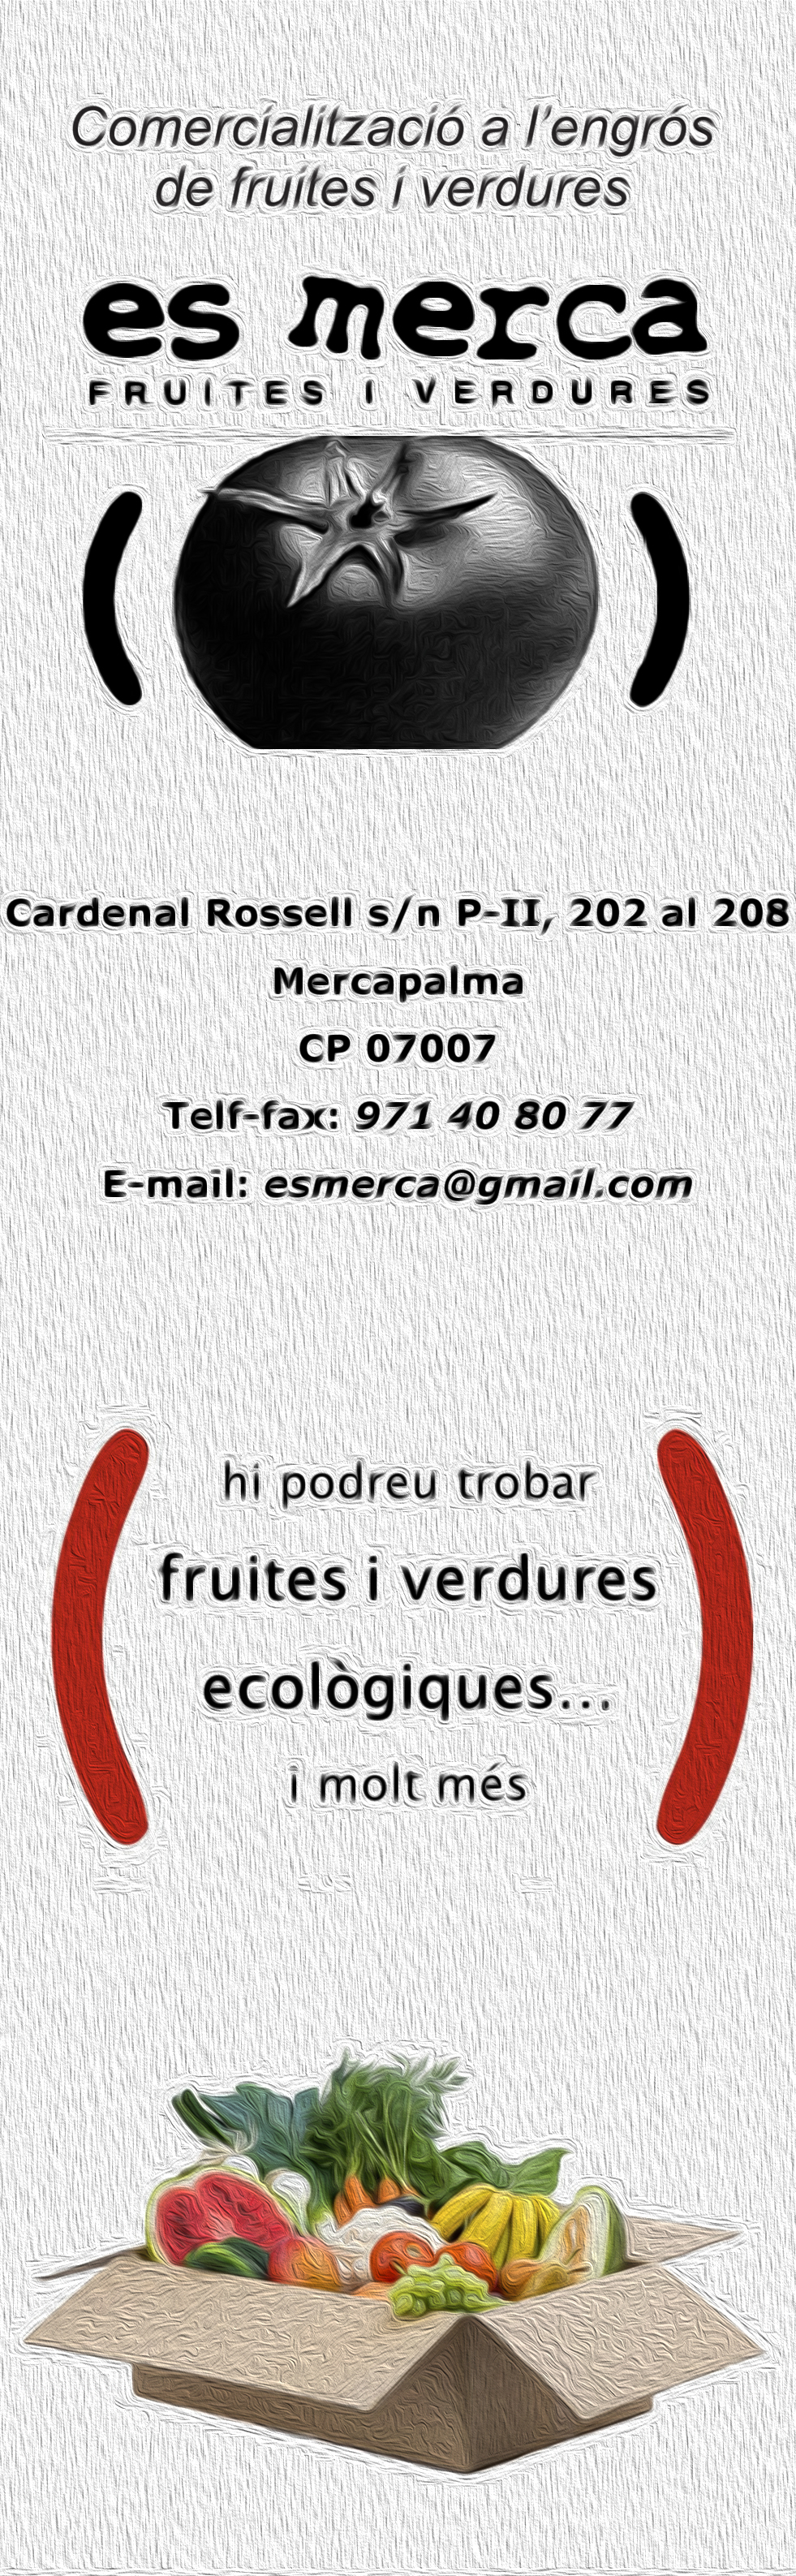 Comercialització a l'engrós
de fruites i verdures
es merca
FRUITES I VERDURES
Cardenal Rossell s/n P-II, 202 al 208
Mercapalma
CP 07007
Telf-fax: 971 40 80 77
E-mail: esmerca@gmail.com
hi podreu trobar
fruites i verdures
ecològiques...
i molt més